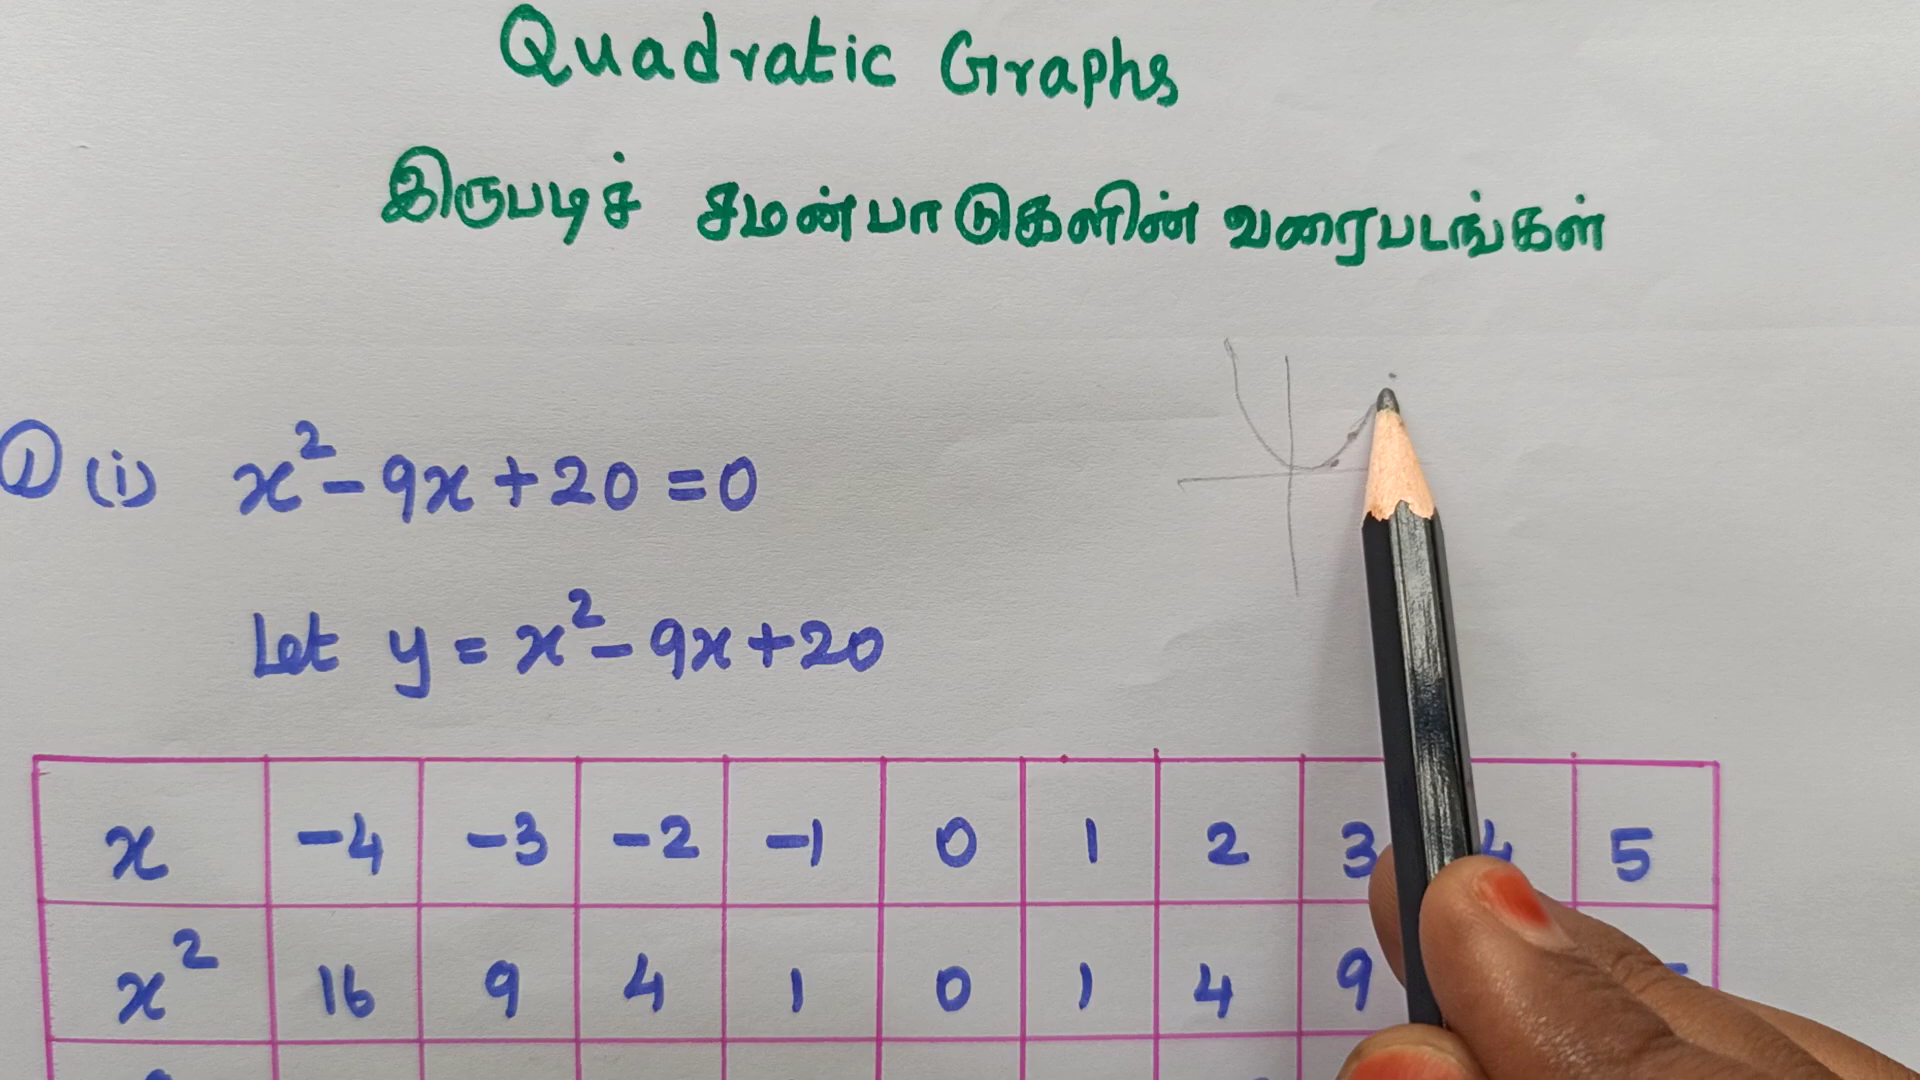 Quadratic Graphs
இருபடிச் சமன்பாடுகளின் வரைபடங்கள்
① (i) x² - 9x + 20 = 0
Let y = x² - 9x + 20
x -4 -3 -2 -1 0 1 2 3 4 5
x² 16 9 4 1 0 1 4 9